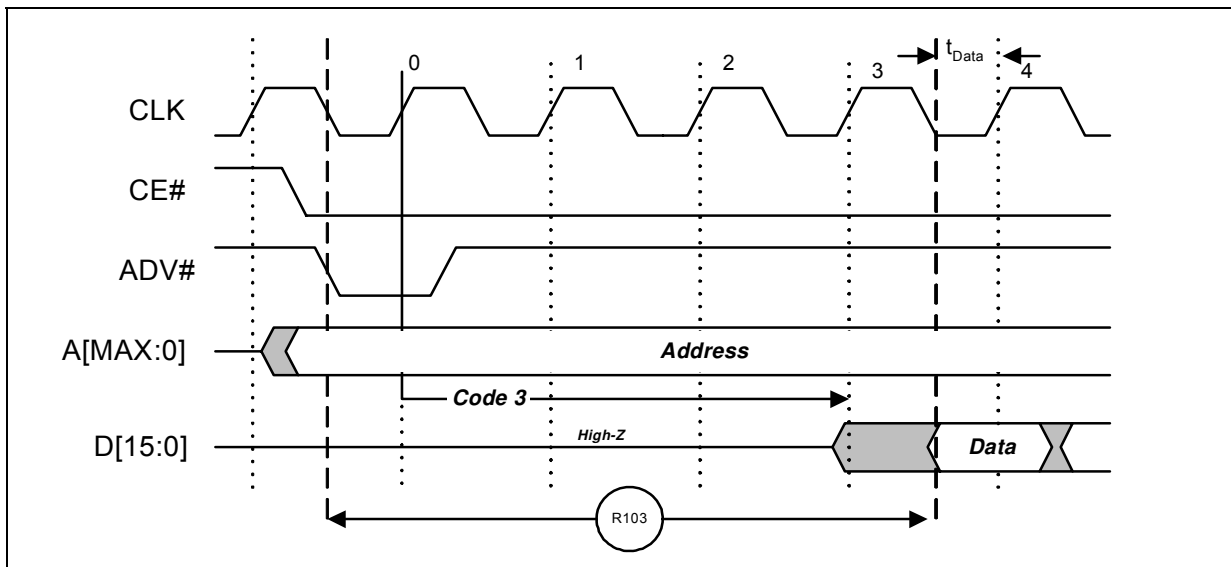 0 1 2 3 4
tData
CLK
CE#
ADV#
A[MAX:0]
Address
Code 3
D[15:0]
High-Z
Data
R103